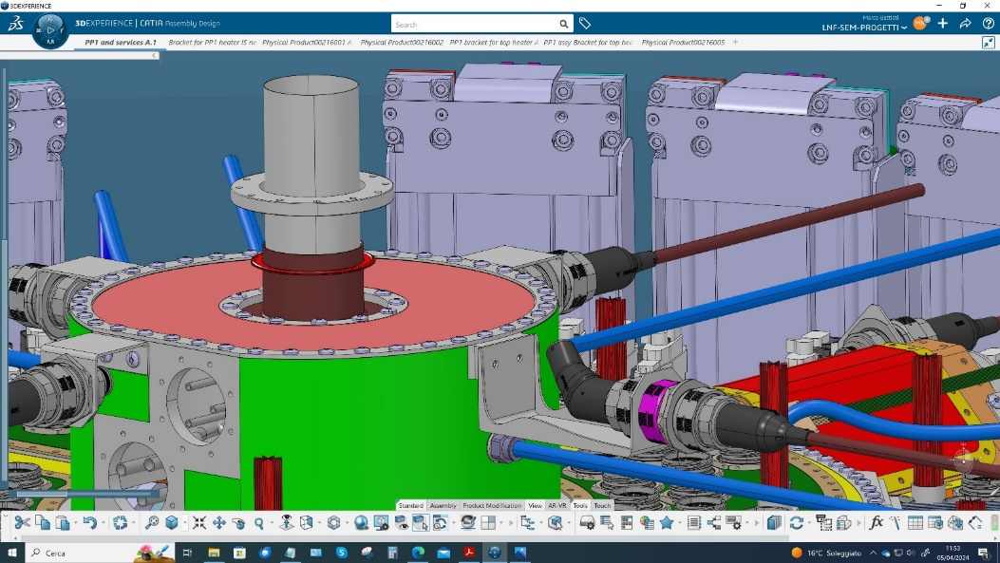 3DEXPERIENCE
3DEXPERIENCE | CATIA Assembly Design
Search
Marco Battisti
LNF-SEM-PROGETTI
PP1 and services A.1
Bracket for PP1 heater IS ne
Physical Product00216001 A
Physical Product00216002
PP1 bracket for top heater A
PP1 assy Bracket for top hea
Physical Product00216005
Standard Assembly Product Modification View AR-VR Tools Touch
Cerca
16°C Soleggiato
11:53
05/04/2024